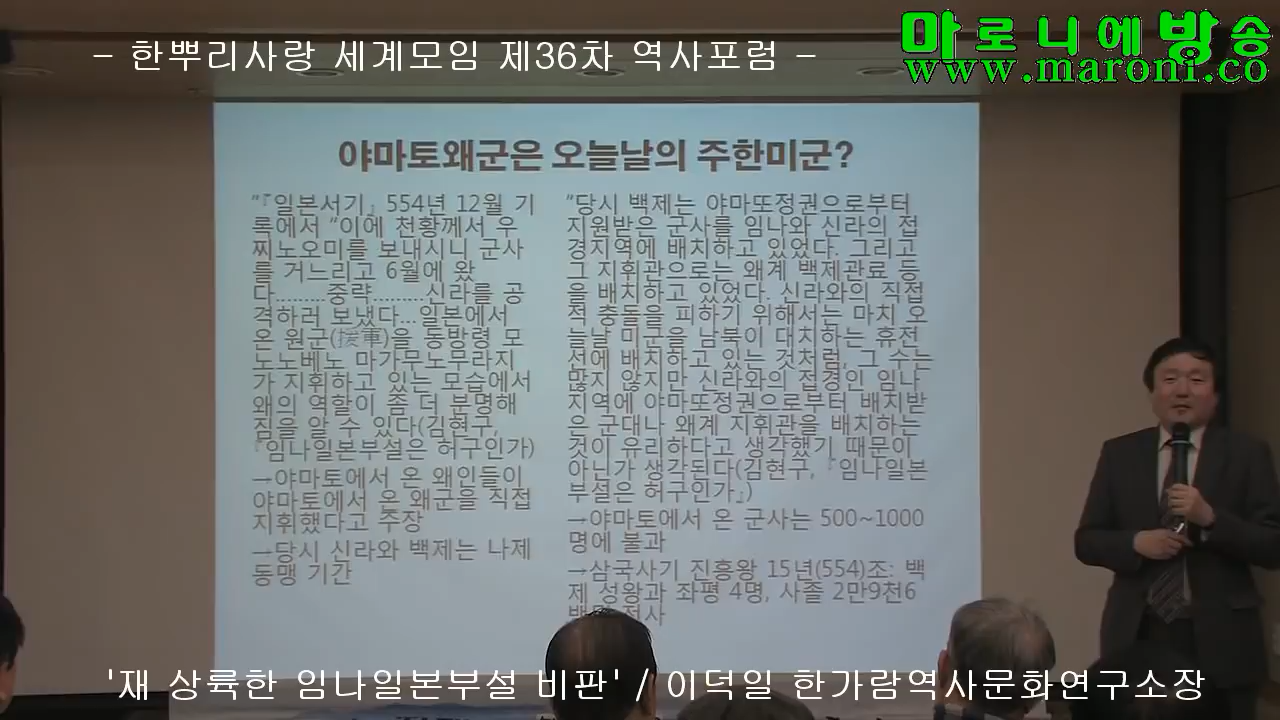 - 한뿌리사랑 세계모임 제36차 역사포럼 -
마로니에방송
www.maroni.co
야마토왜군은 오늘날의 주한미군?
"『일본서기』 554년 12월 기
록에서 "이에 천황께서 우
찌노오미를 보내시니 군사
를 거느리고 6월에 왔
다.........중략.........신라를 공
격하러 보냈다...일본에서
온 원군(援軍)을 동방령 모
노노베노 마가무노무라지
가 지휘하고 있는 모습에서
왜의 역할이 좀 더 분명해
짐을 알 수 있다(김현구,
『임나일본부설은 허구인가)
→야마토에서 온 왜인들이
야마토에서 온 왜군을 직접
지휘했다고 주장
→당시 신라와 백제는 나제
동맹 기간
"당시 백제는 야마또정권으로부터
지원받은 군사를 임나와 신라의 접
경지역에 배치하고 있었다. 그리고
그 지휘관으로는 왜계 백제관료 등
을 배치하고 있었다. 신라와의 직접
적 충돌을 피하기 위해서는 마치 오
늘날 미군을 남북이 대치하는 휴전
선에 배치하고 있는 것처럼, 그 수는
많지 않지만 신라와의 접경인 임나
지역에 야마또정권으로부터 배치받
은 군대나 왜계 지휘관을 배치하는
것이 유리하다고 생각했기 때문이
아닌가 생각된다(김현구, 『임나일본
부설은 허구인가』)
→야마토에서 온 군사는 500~1000
명에 불과
→삼국사기 진흥왕 15년(554)조: 백
제 성왕과 좌평 4명, 사졸 2만9천6
전사
'재 상륙한 임나일본부설 비판' / 이덕일 한가람역사문화연구소장